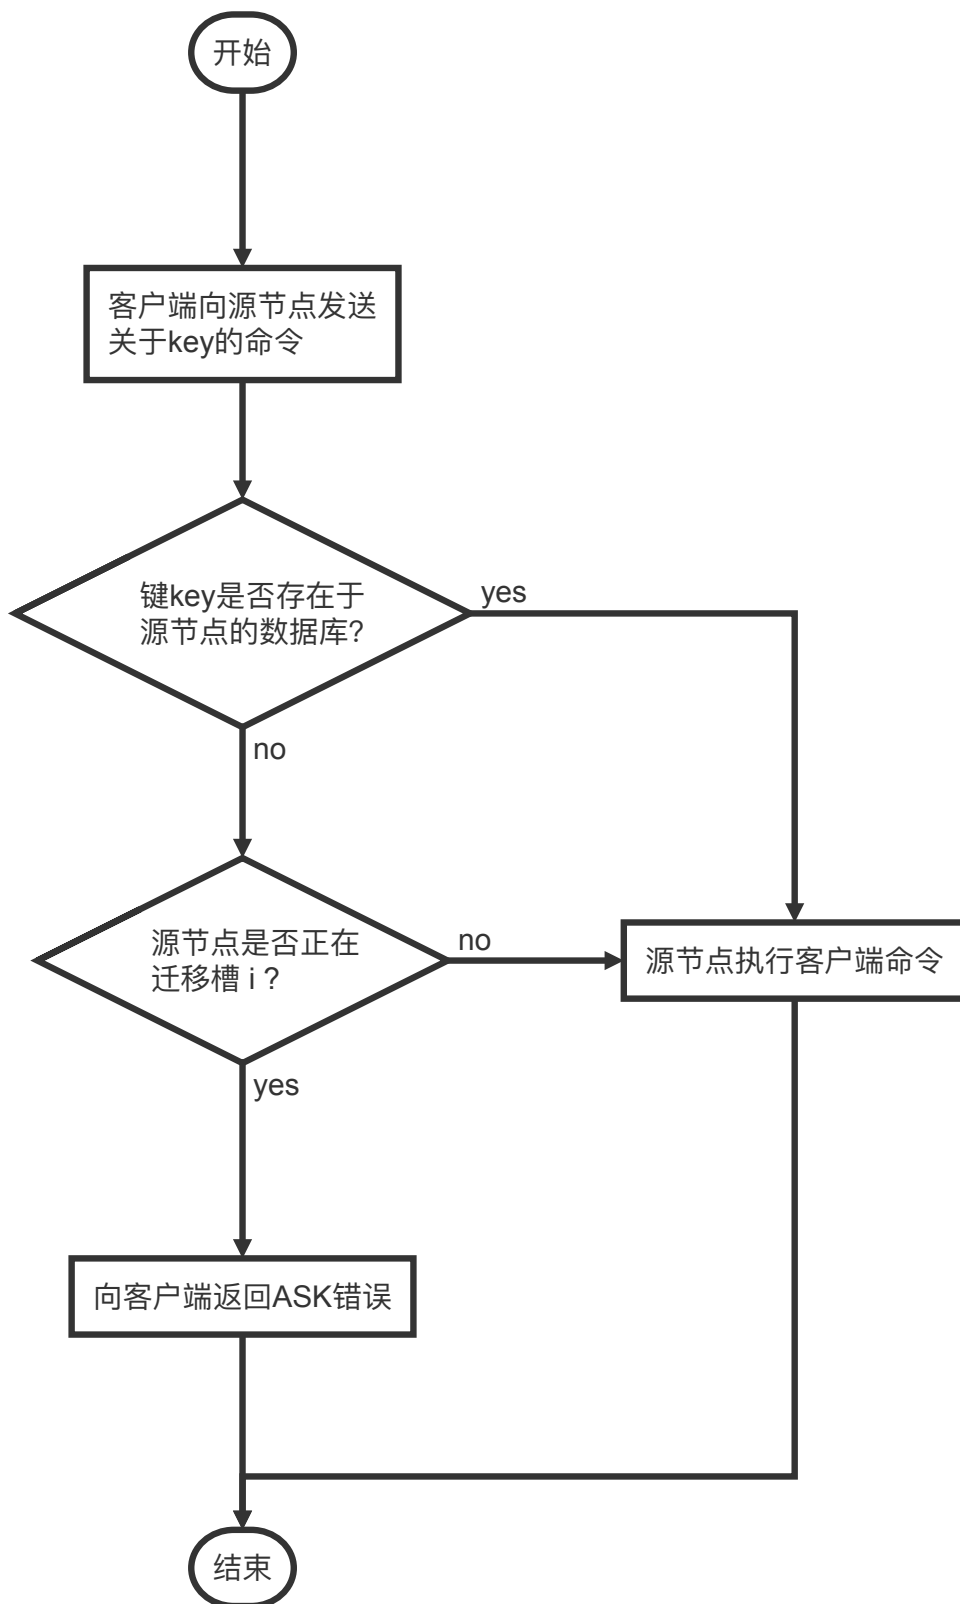 开始
客户端向源节点发送
关于key的命令
键key是否存在于
源节点的数据库?
yes
no
源节点是否正在
迁移槽 i ?
no
源节点执行客户端命令
yes
向客户端返回ASK错误
结束